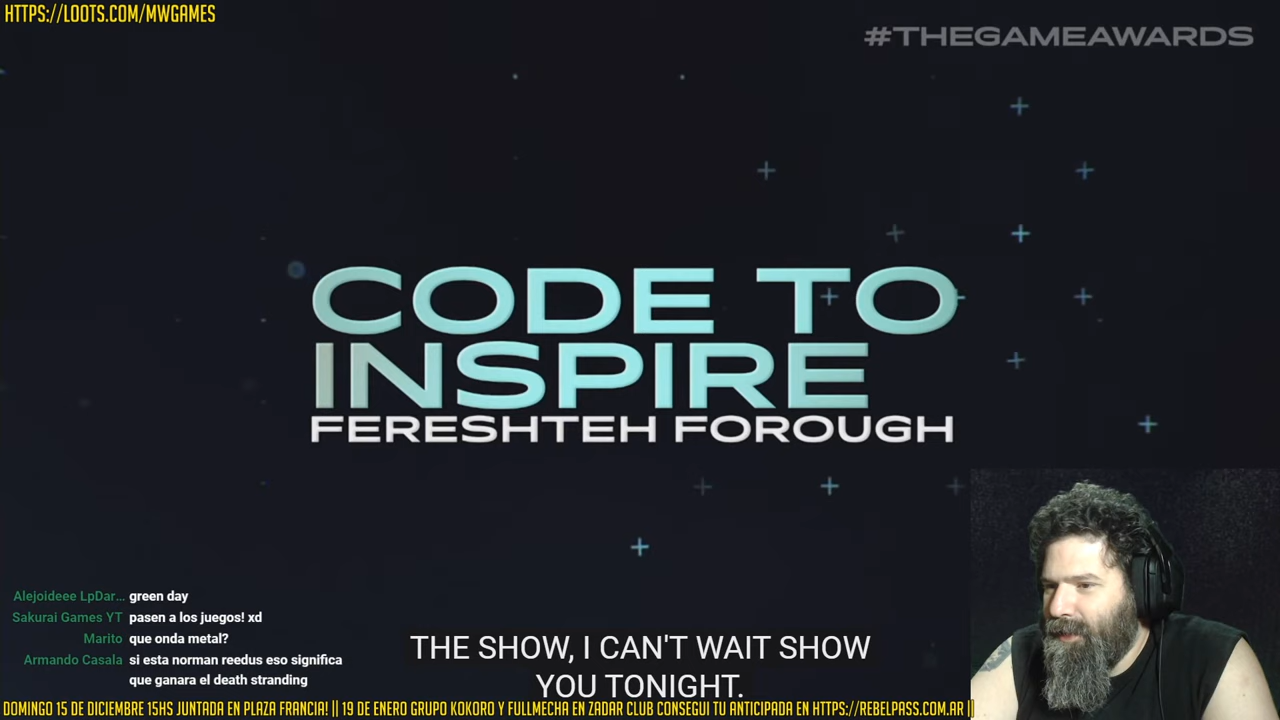 HTTPS://LOOTS.COM/MWGAMES
#THEGAMEAWARDS
CODE TO
INSPIRE
FERESHTEH FOROUGH
Alejoideee LpDar... green day
Sakurai Games YT pasen a los juegos! xd
Marito que onda metal?
Armando Casala si esta norman reedus eso significa
que ganara el death stranding
THE SHOW, I CAN'T WAIT SHOW
YOU TONIGHT.
DOMINGO 15 DE DICIEMBRE 15HS JUNTADA EN PLAZA FRANCIA! || 19 DE ENERO GRUPO KOKORO Y FULLMECHA EN ZADAR CLUB CONSEGUI TU ANTICIPADA EN HTTPS://REBELPASS.COM.AR ||